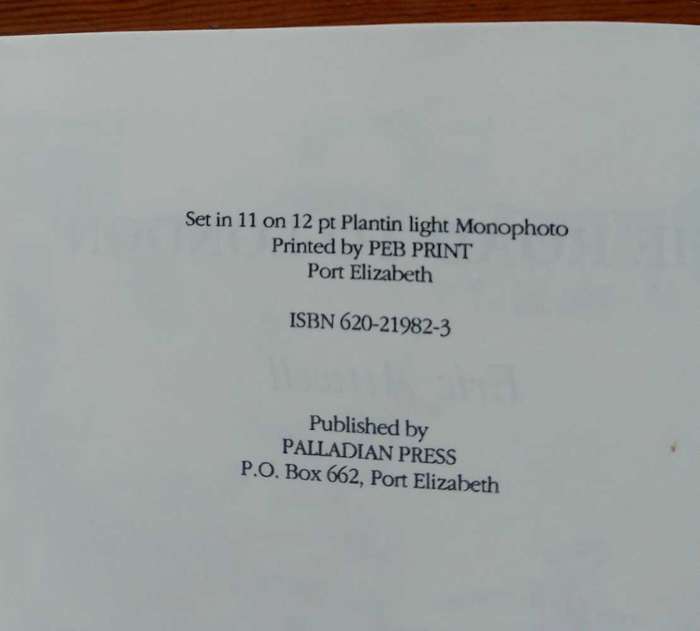 Set in 11 on 12 pt Plantin light Monophoto
Printed by PEB PRINT
Port Elizabeth
ISBN 620-21982-3
Published by
PALLADIAN PRESS
P.O. Box 662, Port Elizabeth